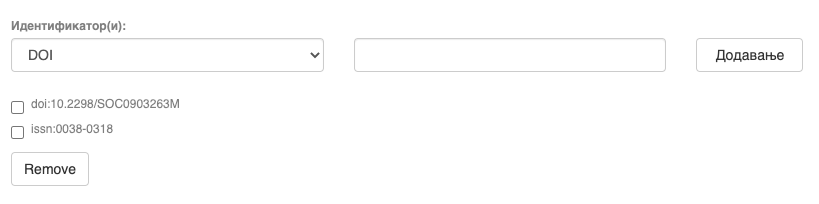 Идентификатор(и):
DOI
Додавање
doi:10.2298/SOC0903263M
issn:0038-0318
Remove